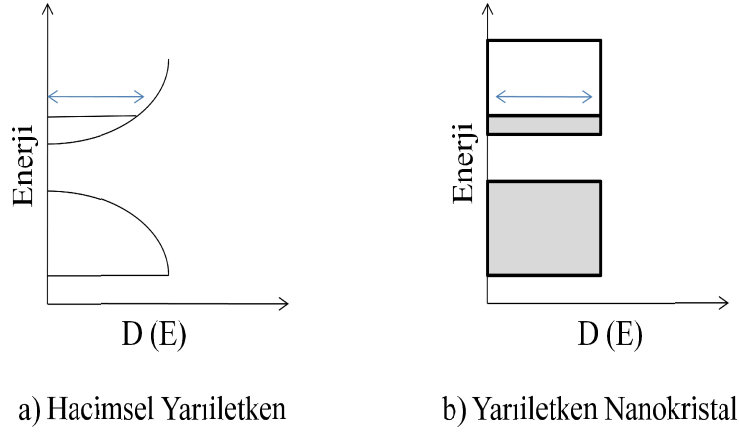 Enerji
D (E)
a) Hacimsel Yarıiletken
Enerji
D (E)
b) Yarıiletken Nanokristal